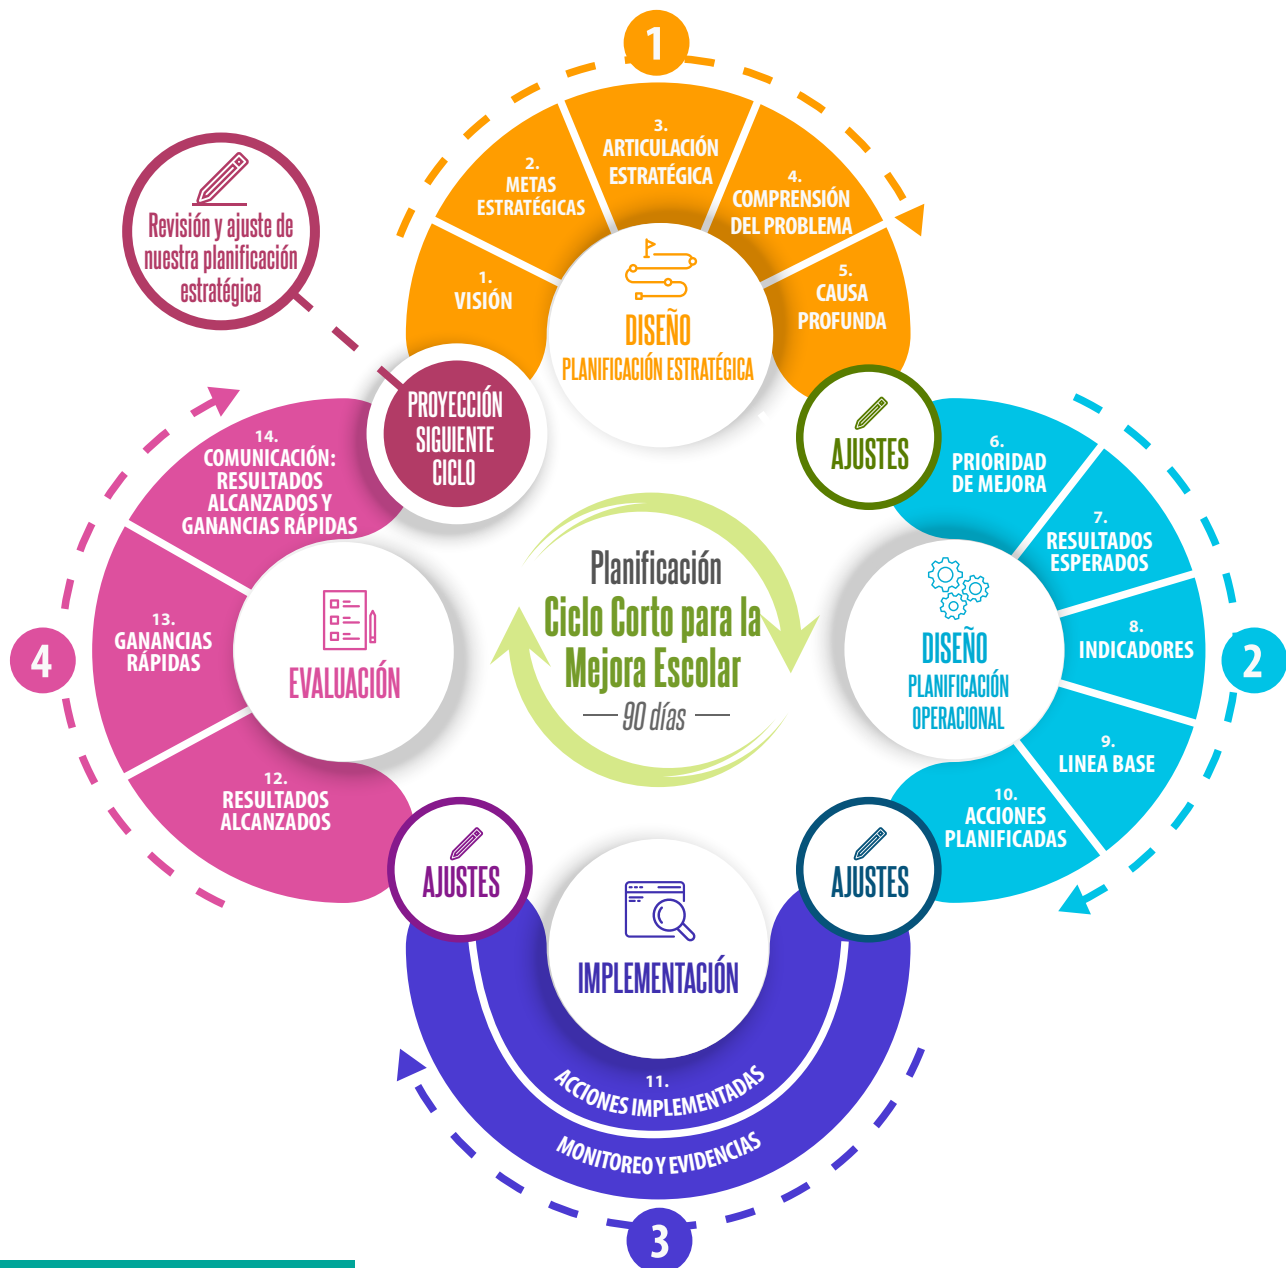 1
1.
VISIÓN
2.
METAS
ESTRATÉGICAS
3.
ARTICULACIÓN
ESTRATÉGICA
4.
COMPRENSIÓN
DEL PROBLEMA
5.
CAUSA
PROFUNDA
DISEÑO
PLANIFICACIÓN ESTRATÉGICA
Revisión y ajuste de
nuestra planificación
estratégica
PROYECCIÓN
SIGUIENTE
CICLO
AJUSTES
6.
PRIORIDAD
DE MEJORA
7.
RESULTADOS
ESPERADOS
8.
INDICADORES
9.
LINEA BASE
10.
ACCIONES
PLANIFICADAS
DISEÑO
PLANIFICACIÓN
OPERACIONAL
2
Planificación
Ciclo Corto para la
Mejora Escolar
90 días
AJUSTES
IMPLEMENTACIÓN
11.
ACCIONES IMPLEMENTADAS
MONITOREO Y EVIDENCIAS
3
AJUSTES
12.
RESULTADOS
ALCANZADOS
13.
GANANCIAS
RÁPIDAS
14.
COMUNICACIÓN:
RESULTADOS
ALCANZADOS Y
GANANCIAS RÁPIDAS
EVALUACIÓN
4